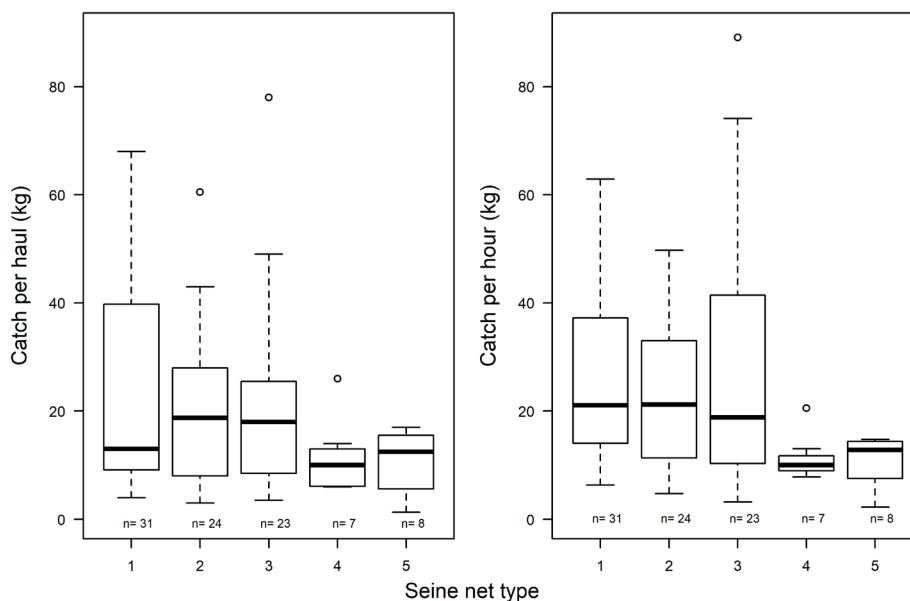 Catch per haul (kg)
80
60
40
20
0
n= 31 n= 24 n= 23 n= 7 n= 8
1 2 3 4 5
Catch per hour (kg)
80
60
40
20
0
n= 31 n= 24 n= 23 n= 7 n= 8
1 2 3 4 5
Seine net type